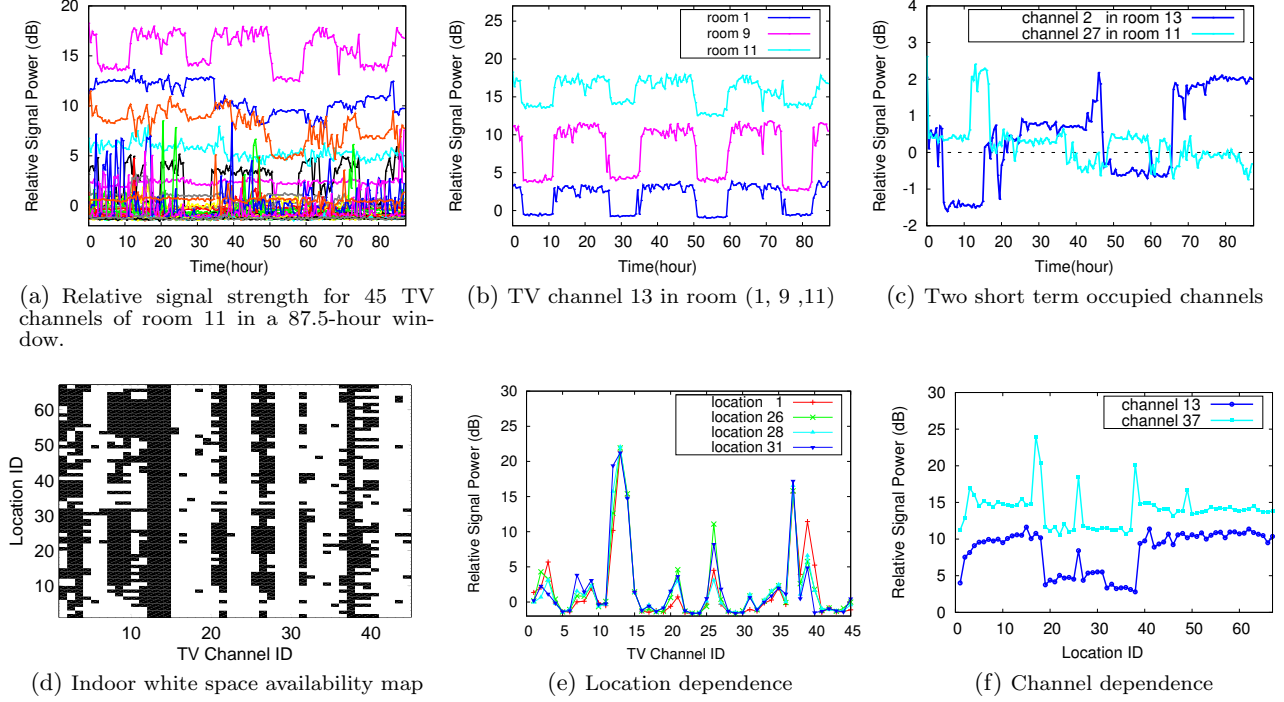 Relative Signal Power (dB)
20
15
10
5
0
0 10 20 30 40 50 60 70 80
Time(hour)
(a) Relative signal strength for 45 TV
channels of room 11 in a 87.5-hour win-
dow.
Relative Signal Power (dB)
27
25
20
15
10
5
0
-2
room 1
room 9
room 11
0 10 20 30 40 50 60 70 80
Time(hour)
(b) TV channel 13 in room (1, 9 ,11)
Relative Signal Power (dB)
4
3
2
1
0
-1
-2
channel 2 in room 13
channel 27 in room 11
0 10 20 30 40 50 60 70 80
Time(hour)
(c) Two short term occupied channels
Location ID
60
50
40
30
20
10
10 20 30 40
TV Channel ID
(d) Indoor white space availability map
Relative Signal Power (dB)
30
25
20
15
10
5
0
location 1
location 26
location 28
location 31
0 5 10 15 20 25 30 35 40 45
TV Channel ID
(e) Location dependence
Relative Signal Power (dB)
30
25
20
15
10
5
0
channel 13
channel 37
0 10 20 30 40 50 60
Location ID
(f) Channel dependence